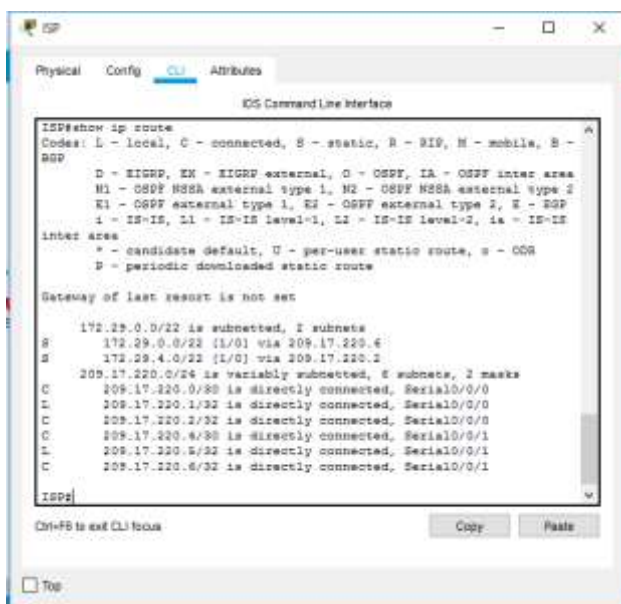 ISP
Physical Config CLI Attributes
IOS Command Line Interface
ISP#show ip route
Codes: L - local, C - connected, S - static, R - RIP, M - mobile, B -
BGP
D - EIGRP, EX - EIGRP external, O - OSPF, IA - OSPF inter area
N1 - OSPF NSSA external type 1, N2 - OSPF NSSA external type 2
E1 - OSPF external type 1, E2 - OSPF external type 2, E - EGP
i - IS-IS, L1 - IS-IS level-1, L2 - IS-IS level-2, ia - IS-IS
inter area
* - candidate default, U - per-user static route, o - ODR
P - periodic downloaded static route
Gateway of last resort is not set
172.29.0.0/22 is subnetted, 2 subnets
S 172.29.0.0/22 [1/0] via 209.17.220.6
S 172.29.4.0/22 [1/0] via 209.17.220.2
209.17.220.0/24 is variably subnetted, 6 subnets, 2 masks
C 209.17.220.0/30 is directly connected, Serial0/0/0
L 209.17.220.1/32 is directly connected, Serial0/0/0
C 209.17.220.2/32 is directly connected, Serial0/0/0
C 209.17.220.4/30 is directly connected, Serial0/0/1
L 209.17.220.5/32 is directly connected, Serial0/0/1
C 209.17.220.6/32 is directly connected, Serial0/0/1
ISP#
Ctrl+F6 to exit CLI focus Copy Paste
Top